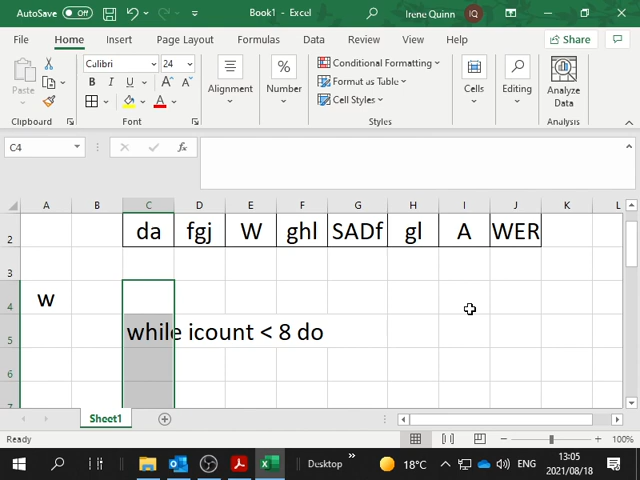 AutoSave Off Book1 - Excel Irene Quinn IQ
File Home Insert Page Layout Formulas Data Review View Help Share
Calibri 24 A A
Paste B I U A
Alignment Number
Conditional Formatting
Format as Table
Cell Styles
Cells Editing Analyze Data
Clipboard Font Styles Analysis
C4 fx
A B C D E F G H I J K L
2 da fgj W ghl SADf gl A WER
3
4 w
5 while icount < 8 do
6
7
Sheet1
Ready 100%
Desktop 18°C ENG 13:05
2021/08/18